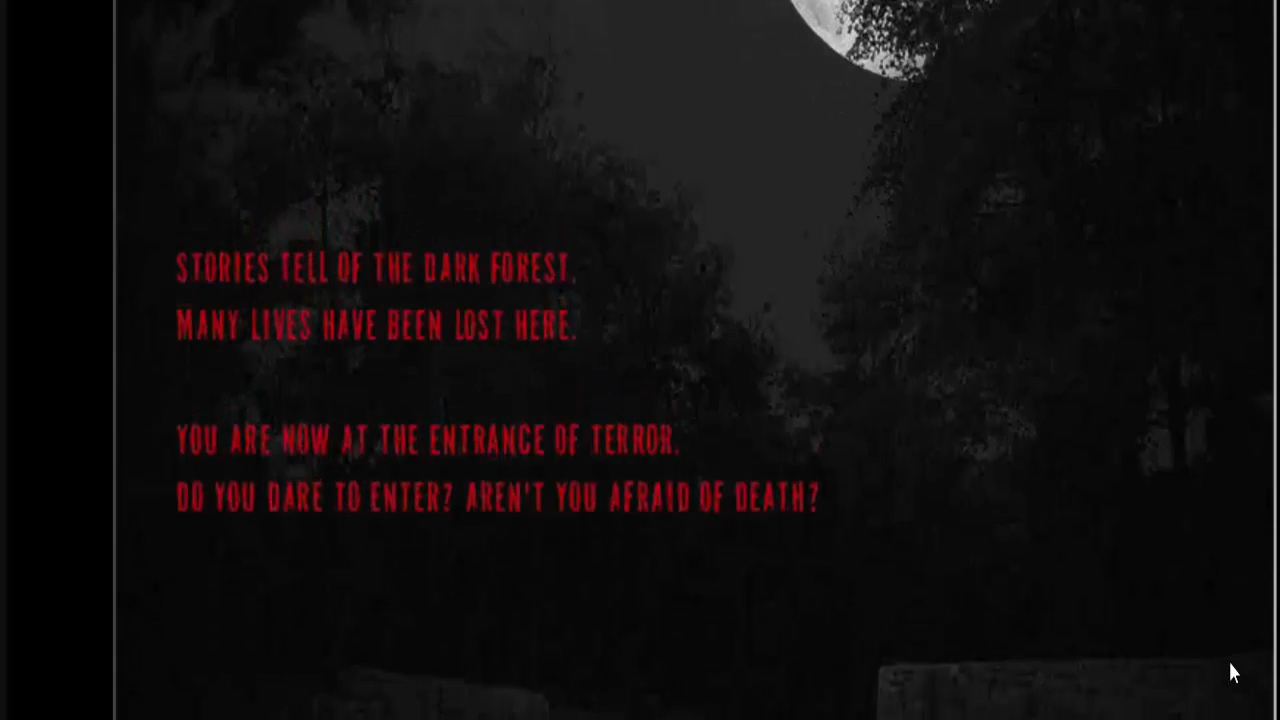 STORIES TELL OF THE DARK FOREST.
MANY LIVES HAVE BEEN LOST HERE.
YOU ARE NOW AT THE ENTRANCE OF TERROR.
DO YOU DARE TO ENTER? AREN'T YOU AFRAID OF DEATH?